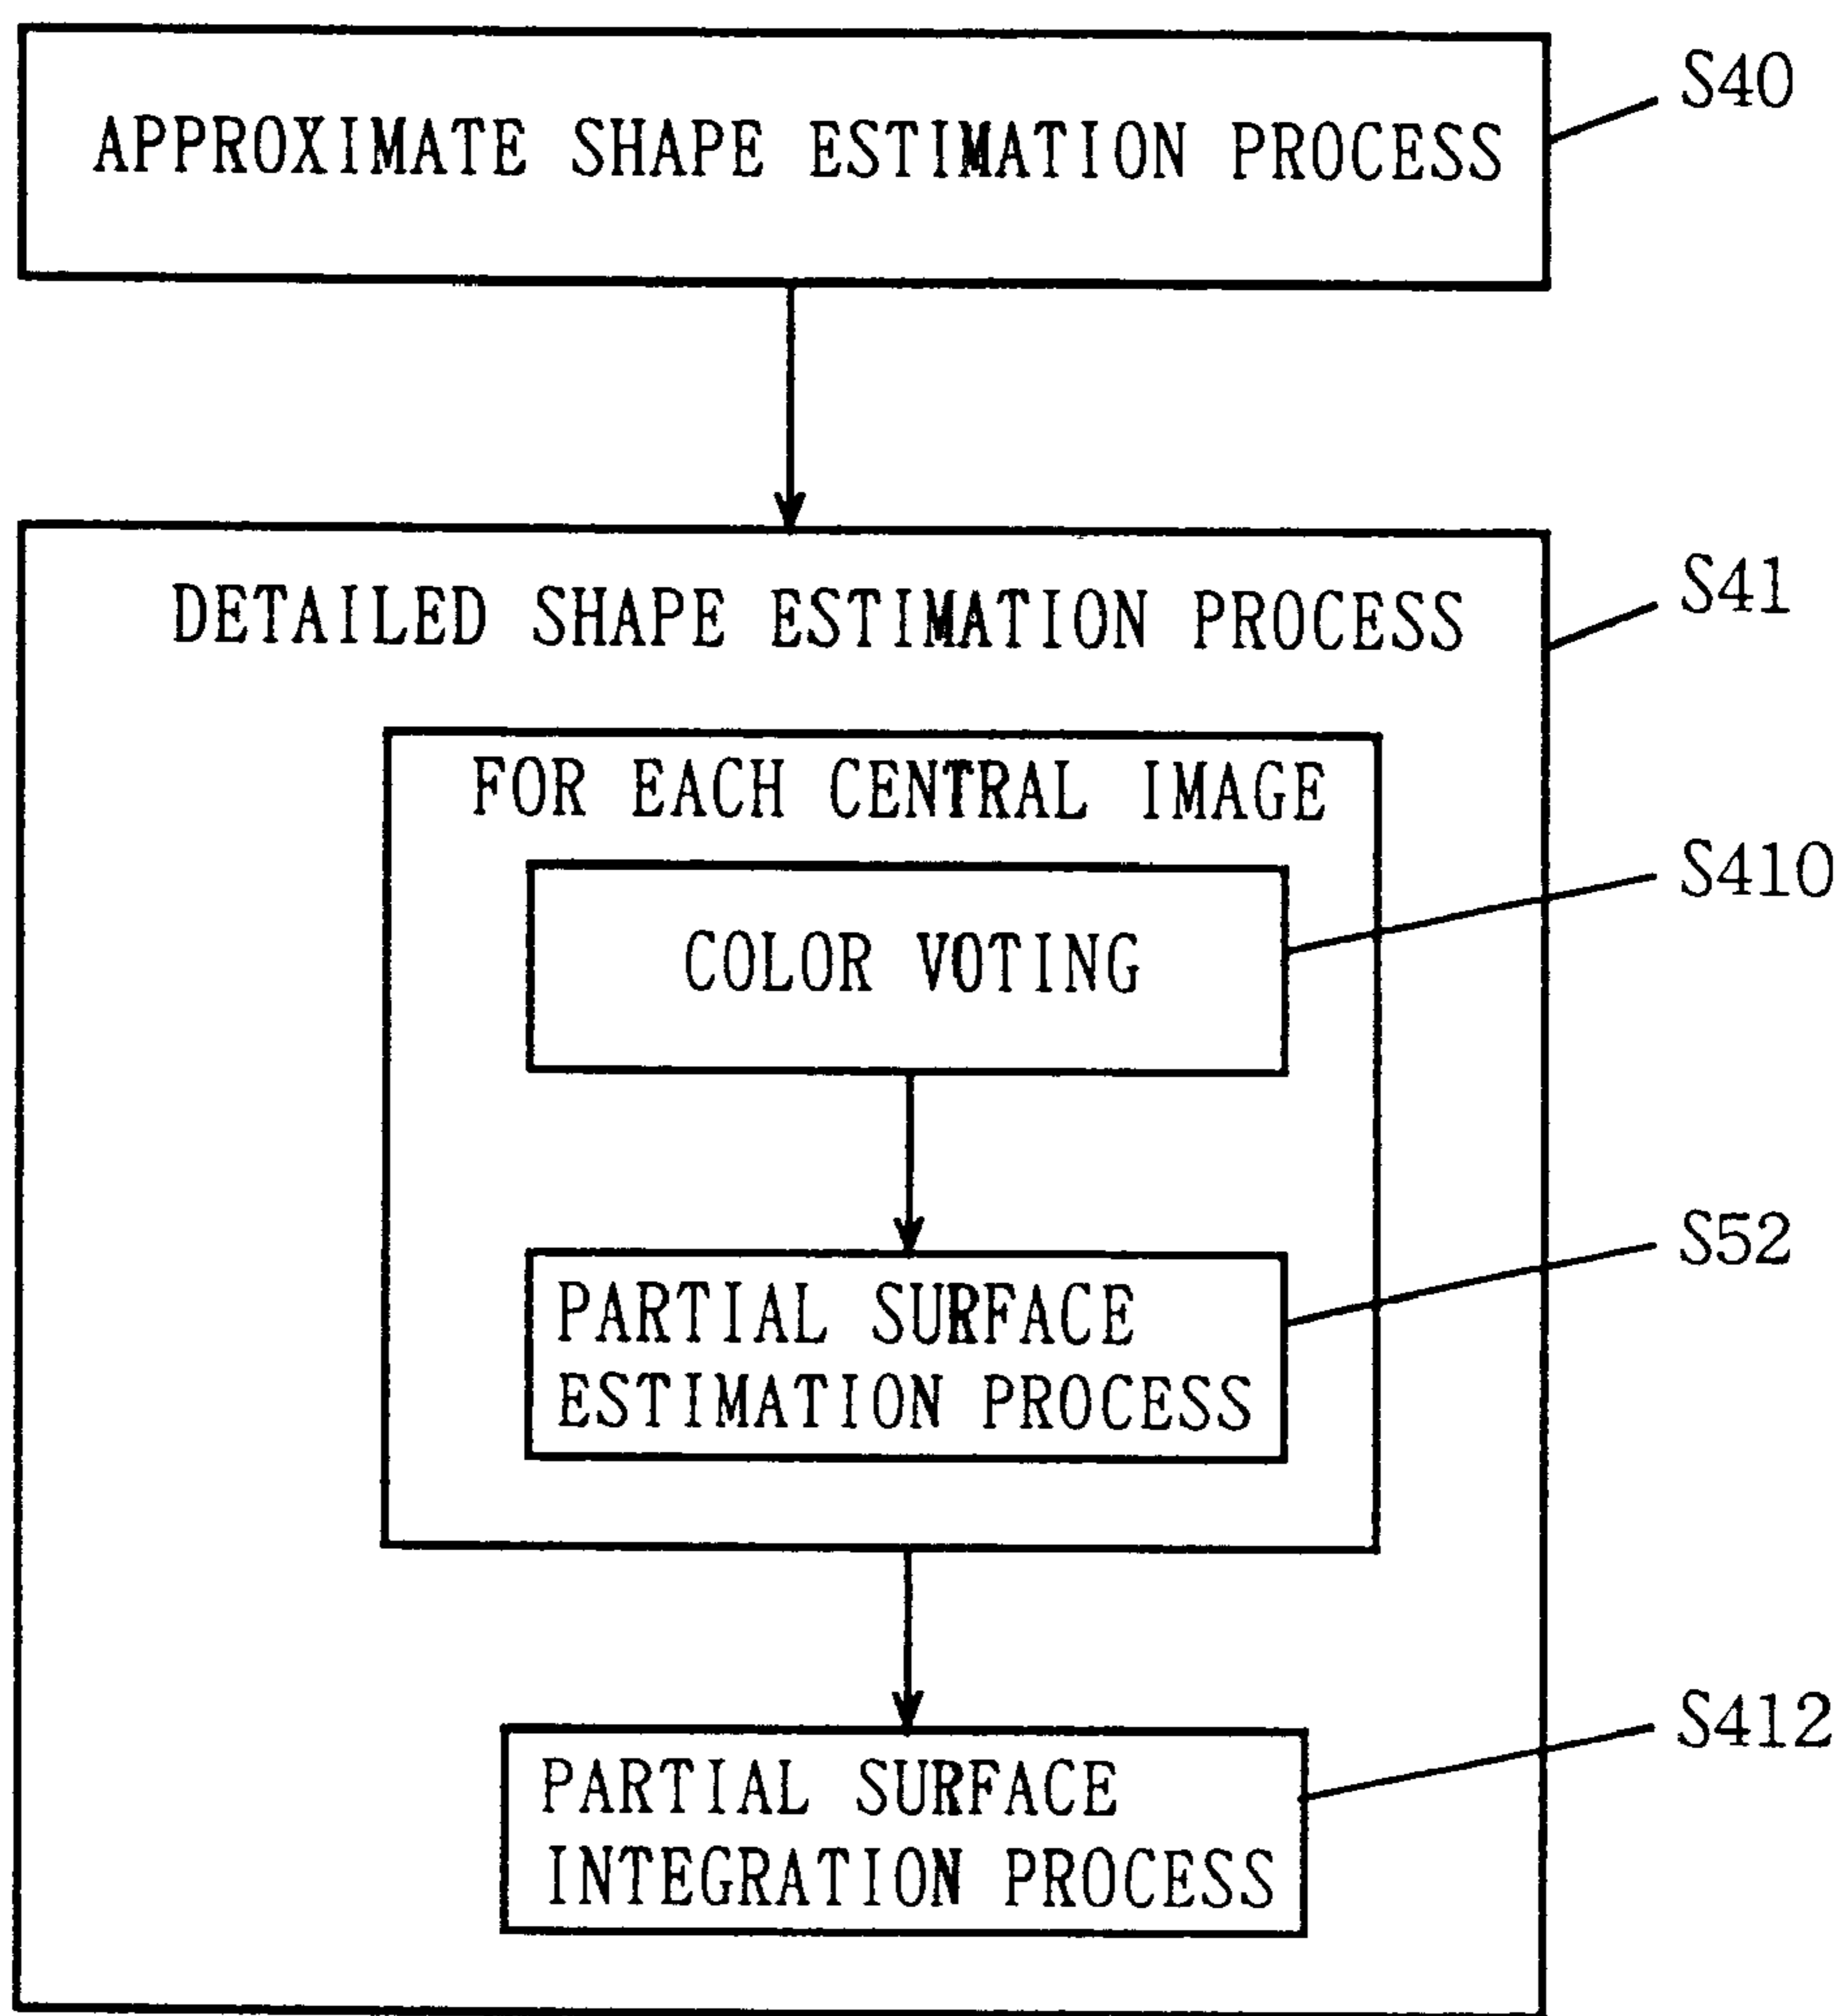 APPROXIMATE SHAPE ESTIMATION PROCESS
S40
DETAILED SHAPE ESTIMATION PROCESS
S41
FOR EACH CENTRAL IMAGE
COLOR VOTING
S410
PARTIAL SURFACE
ESTIMATION PROCESS
S52
PARTIAL SURFACE
INTEGRATION PROCESS
S412